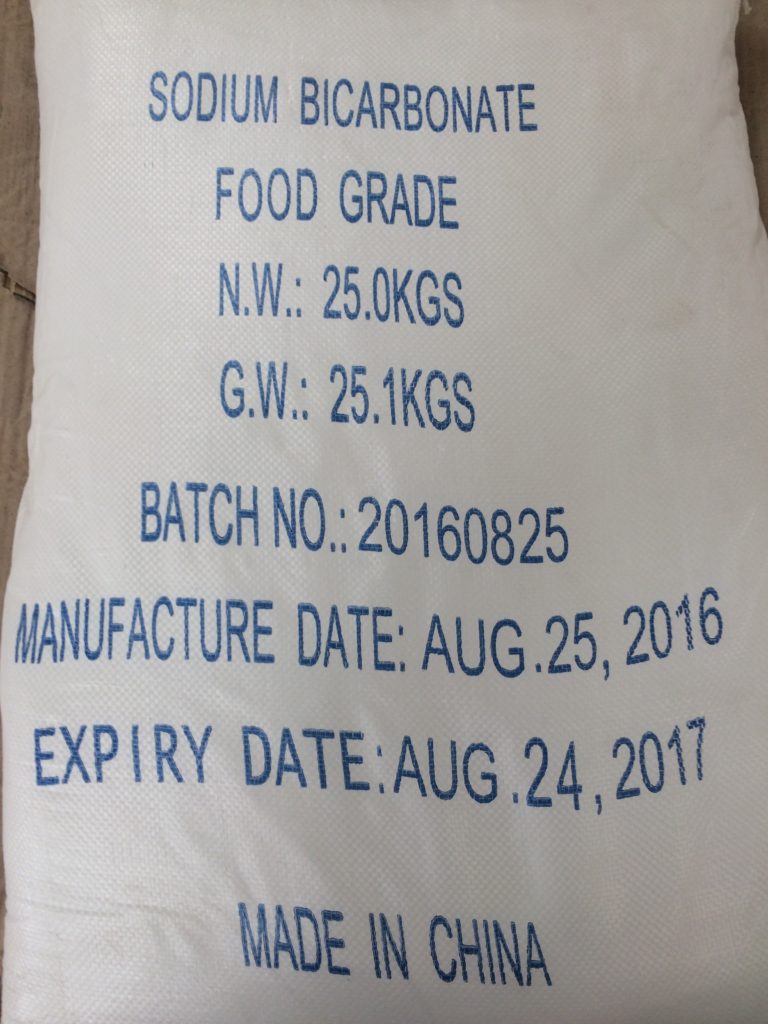 SODIUM BICARBONATE
FOOD GRADE
N.W.: 25.0KGS
G.W.: 25.1KGS
BATCH NO.: 20160825
MANUFACTURE DATE: AUG.25, 2016
EXPIRY DATE: AUG.24, 2017
MADE IN CHINA